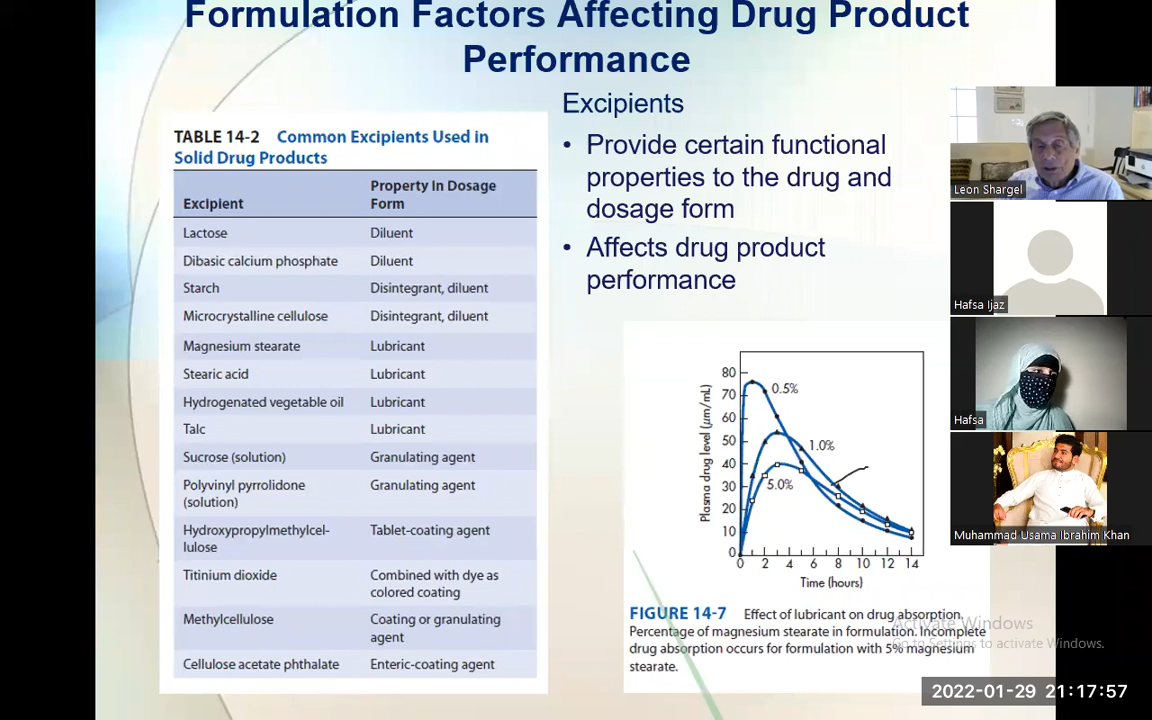 Formulation Factors Affecting Drug Product
Performance
TABLE 14-2 Common Excipients Used in
Solid Drug Products
Excipient Property In Dosage Form
Lactose Diluent
Dibasic calcium phosphate Diluent
Starch Disintegrant, diluent
Microcrystalline cellulose Disintegrant, diluent
Magnesium stearate Lubricant
Stearic acid Lubricant
Hydrogenated vegetable oil Lubricant
Talc Lubricant
Sucrose (solution) Granulating agent
Polyvinyl pyrrolidone (solution) Granulating agent
Hydroxypropylmethylcel-
lulose Tablet-coating agent
Titinium dioxide Combined with dye as colored coating
Methylcellulose Coating or granulating agent
Cellulose acetate phthalate Enteric-coating agent
Excipients
• Provide certain functional
properties to the drug and
dosage form
• Affects drug product
performance
Plasma drug level (μm/mL)
80
70
60
50
40
30
20
10
0
0.5%
1.0%
5.0%
0 2 4 6 8 10 12 14
Time (hours)
FIGURE 14-7 Effect of lubricant on drug absorption.
Percentage of magnesium stearate in formulation. Incomplete
drug absorption occurs for formulation with 5% magnesium
stearate.
Activate Windows
Go to Settings to activate Windows.
Leon Shargel
Hafsa Ijaz
Hafsa
Muhammad Usama Ibrahim Khan
2022-01-29 21:17:57